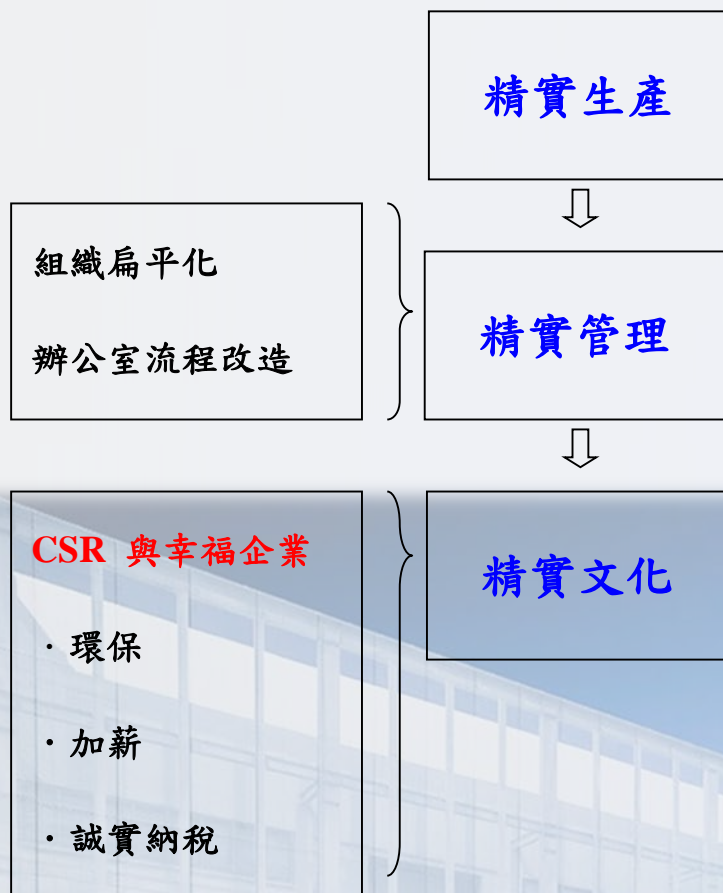 精實生產
組織扁平化
辦公室流程改造
精實管理
CSR 與幸福企業
．環保
．加薪
．誠實納稅
精實文化